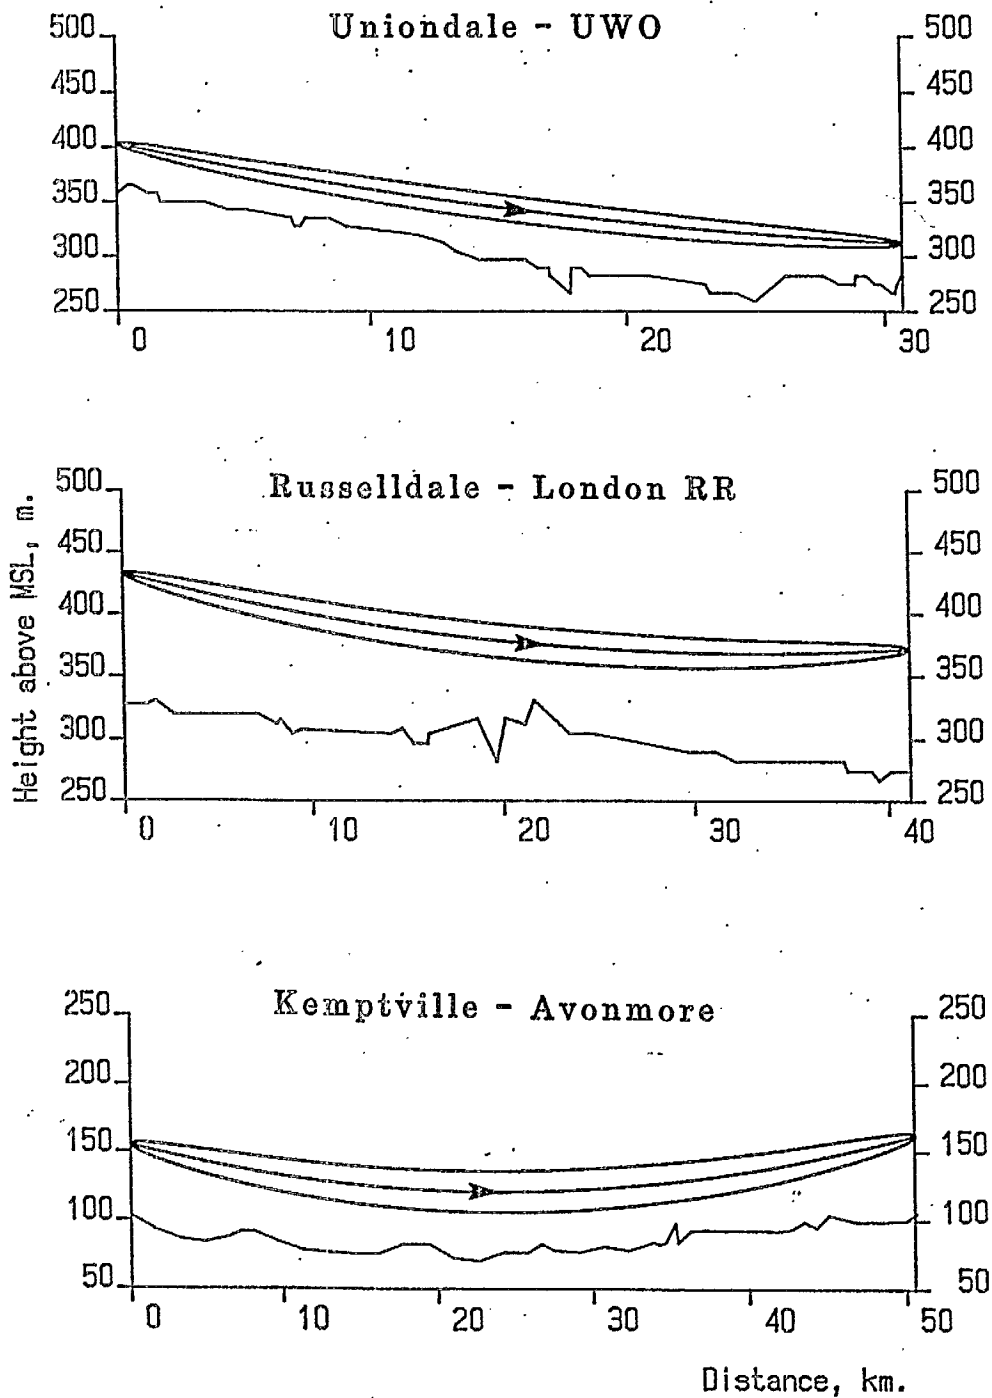 Uniondale - UWO
500 500
450 450
400 400
350 350
300 300
250 250
0 10 20 30
Russelldale - London RR
500 500
450 450
400 400
350 350
300 300
250 250
0 10 20 30 40
Height above MSL, m.
Kemptville - Avonmore
250 250
200 200
150 150
100 100
50 50
0 10 20 30 40 50
Distance, km.